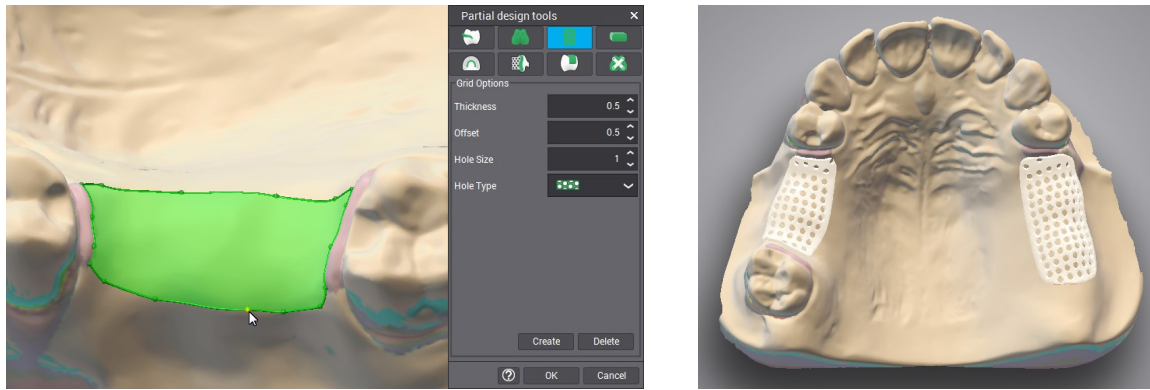 Partial design tools
Grid Options
Thickness 0.5
Offset 0.5
Hole Size 1
Hole Type
Create Delete
OK Cancel